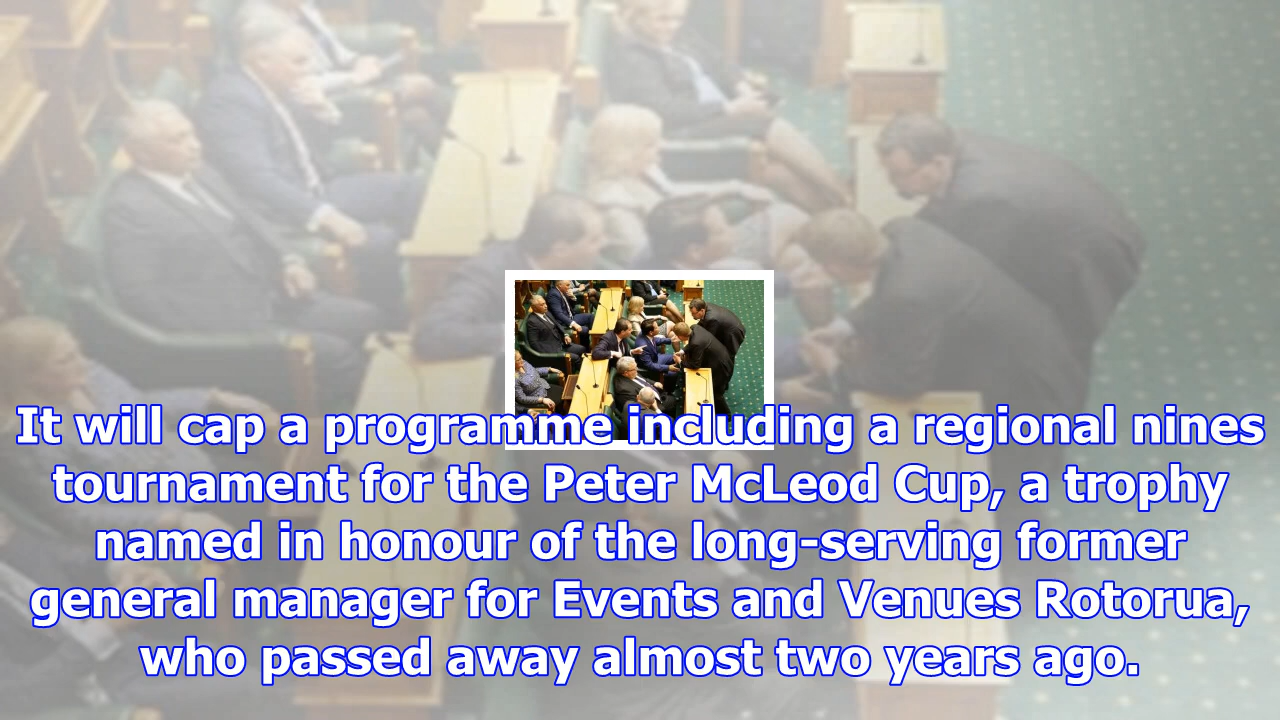 It will cap a programme including a regional nines
tournament for the Peter McLeod Cup, a trophy
named in honour of the long-serving former
general manager for Events and Venues Rotorua,
who passed away almost two years ago.